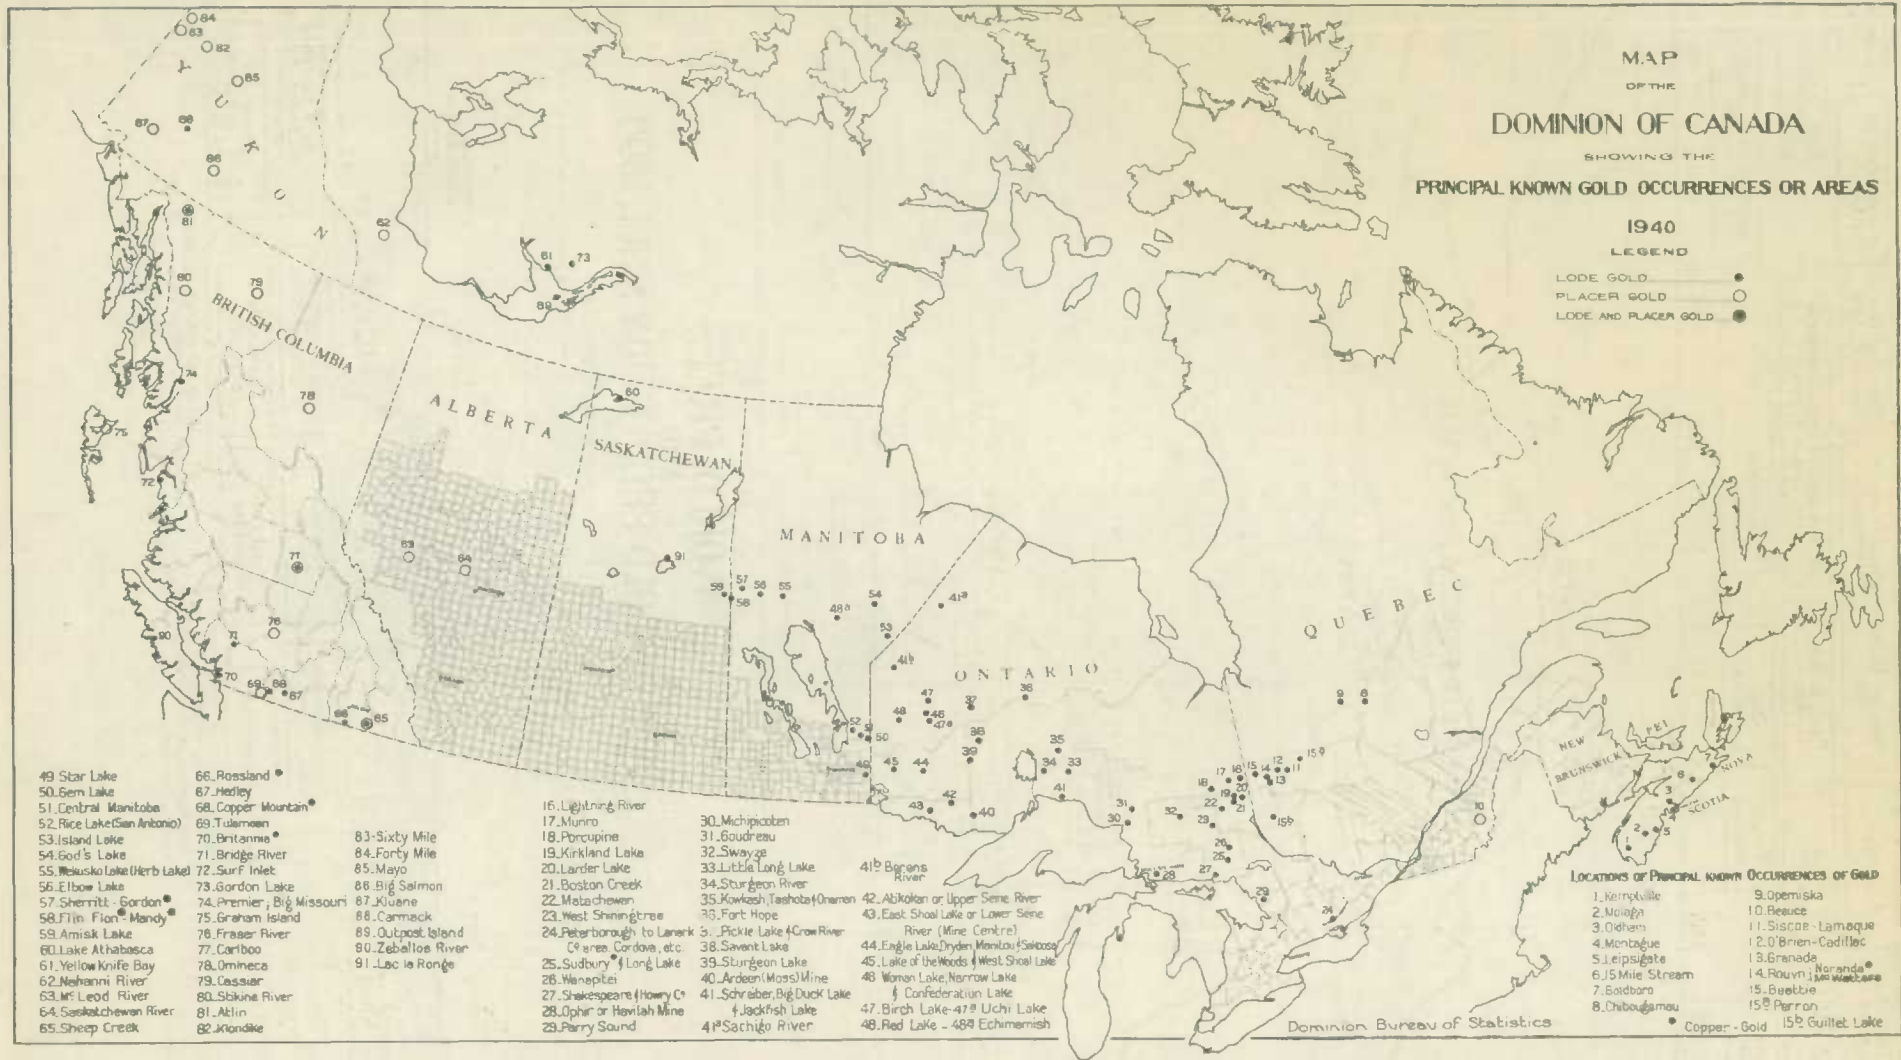 MAP
OF THE
DOMINION OF CANADA
SHOWING THE
PRINCIPAL KNOWN GOLD OCCURRENCES OR AREAS
1940
LEGEND
LODE GOLD
PLACER GOLD
LODE AND PLACER GOLD
YUKON
BRITISH COLUMBIA
ALBERTA
SASKATCHEWAN
MANITOBA
ONTARIO
QUEBEC
NEW BRUNSWICK
P.E.I.
NOVA SCOTIA
49 Star Lake
50 Gem Lake
51 Central Manitoba
52 Rice Lake (San Antonio)
53 Island Lake
54 God's Lake
55 Wekusko Lake (Herb Lake)
56 Elbow Lake
57 Sherritt-Gordon
58 Flin Flon-Mandy
59 Amisk Lake
60 Lake Athabasca
61 Yellow Knife Bay
62 Nahanni River
63 McLeod River
64 Saskatchewan River
65 Sheep Creek
66 Rossland
67 Hedley
68 Copper Mountain
69 Tulameen
70 Britannia
71 Bridge River
72 Surf Inlet
73 Gordon Lake
74 Premier, Big Missouri
75 Graham Island
76 Fraser River
77 Cariboo
78 Omineca
79 Cassiar
80 Stikine River
81 Atlin
82 Klondike
83 Sixty Mile
84 Forty Mile
85 Mayo
86 Big Salmon
87 Kluane
88 Carmack
89 Outpost Island
90 Zeballos River
91 Lac la Ronge
16 Lightning River
17 Munro
18 Porcupine
19 Kirkland Lake
20 Larder Lake
21 Boston Creek
22 Matachewan
23 West Shiningtree
24 Peterborough to Lanark
Co area, Cordova, etc.
25 Sudbury & Long Lake
26 Wanapitei
27 Shakespeare & Howry Ck
28 Ophir or Havilah Mine
29 Parry Sound
30 Michipicoten
31 Goudreau
32 Swayze
33 Little Long Lake
34 Sturgeon River
35 Kowkash, Tashota & Onaman
36 Fort Hope
Pickle Lake & Crow River
38 Savant Lake
39 Sturgeon Lake
40 Ardeen (Moss) Mine
41 Schreiber, Big Duck Lake
& Jackfish Lake
41a Sachigo River
41b Berens
River
42 Atikokan or Upper Seine River
43 East Shoal Lake or Lower Seine
River (Mine Central)
44 Eagle Lake, Dryden, Manitou &
45 Lake of the Woods & West Shoal Lake
46 Woman Lake, Narrow Lake
& Confederation Lake
47 Birch Lake-47a Uchi Lake
48 Red Lake - 48a Echimamish
LOCATIONS OF PRINCIPAL KNOWN OCCURRENCES OF GOLD
1 Kemptville
2 Molega
3 Oldham
4 Montague
5 Leipsigate
6 15 Mile Stream
7 Goldboro
8 Chibougamau
9 Opemiska
10 Beauce
11 Siscoe-Lamaque
12 O'Brien-Cadillac
13 Granada
14 Rouyn; Noranda
McWatters
15 Beattie
15a Perron
15b Guillet Lake
Copper-Gold
Dominion Bureau of Statistics